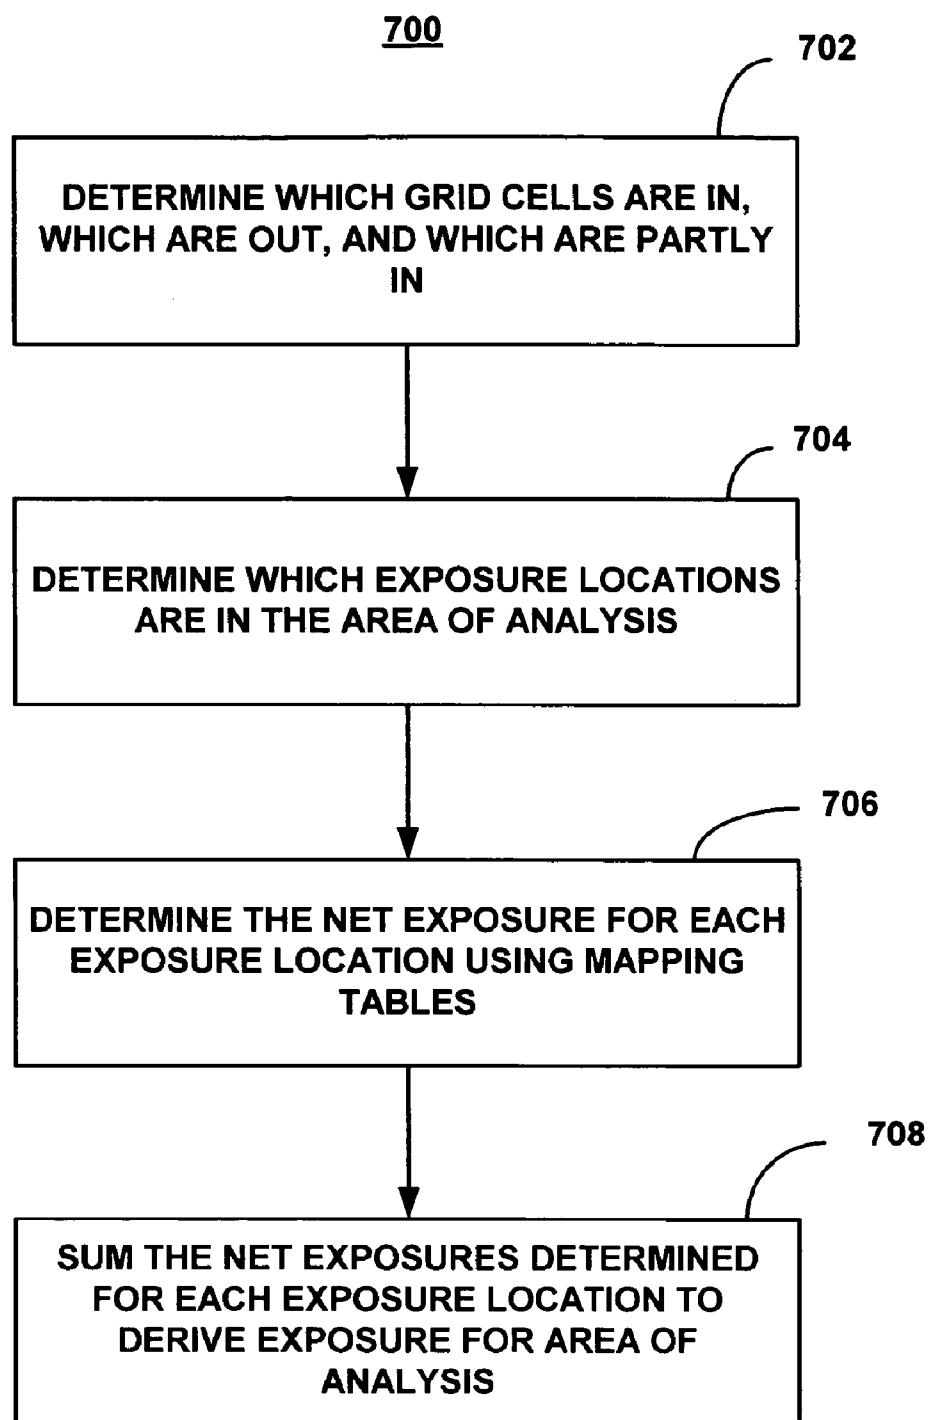 700
702
DETERMINE WHICH GRID CELLS ARE IN,
WHICH ARE OUT, AND WHICH ARE PARTLY
IN
704
DETERMINE WHICH EXPOSURE LOCATIONS
ARE IN THE AREA OF ANALYSIS
706
DETERMINE THE NET EXPOSURE FOR EACH
EXPOSURE LOCATION USING MAPPING
TABLES
708
SUM THE NET EXPOSURES DETERMINED
FOR EACH EXPOSURE LOCATION TO
DERIVE EXPOSURE FOR AREA OF
ANALYSIS